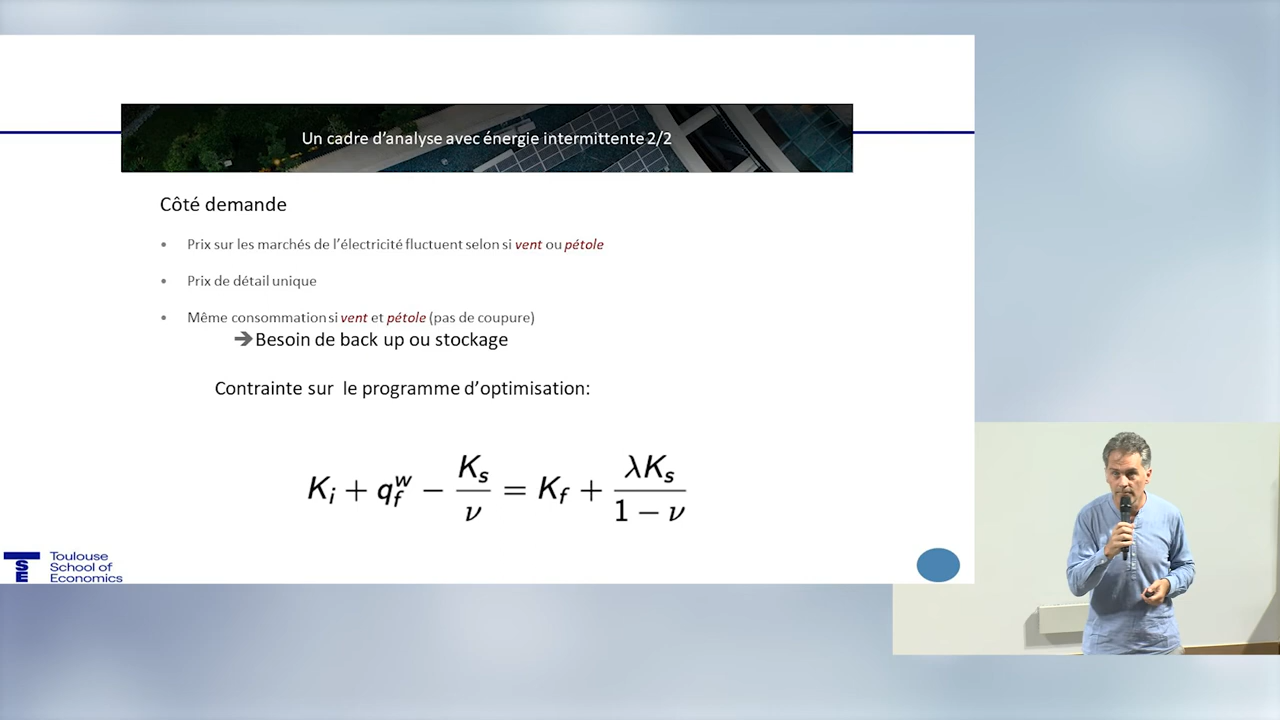 Un cadre d'analyse avec énergie intermittente 2/2
Côté demande
• Prix sur les marchés de l'électricité fluctuent selon si vent ou pétole
• Prix de détail unique
• Même consommation si vent et pétole (pas de coupure)
➔ Besoin de back up ou stockage
Contrainte sur le programme d'optimisation:
K_i + q_f^w − K_s/ν = K_f + λK_s/(1 − ν)
TSE
Toulouse
School of
Economics